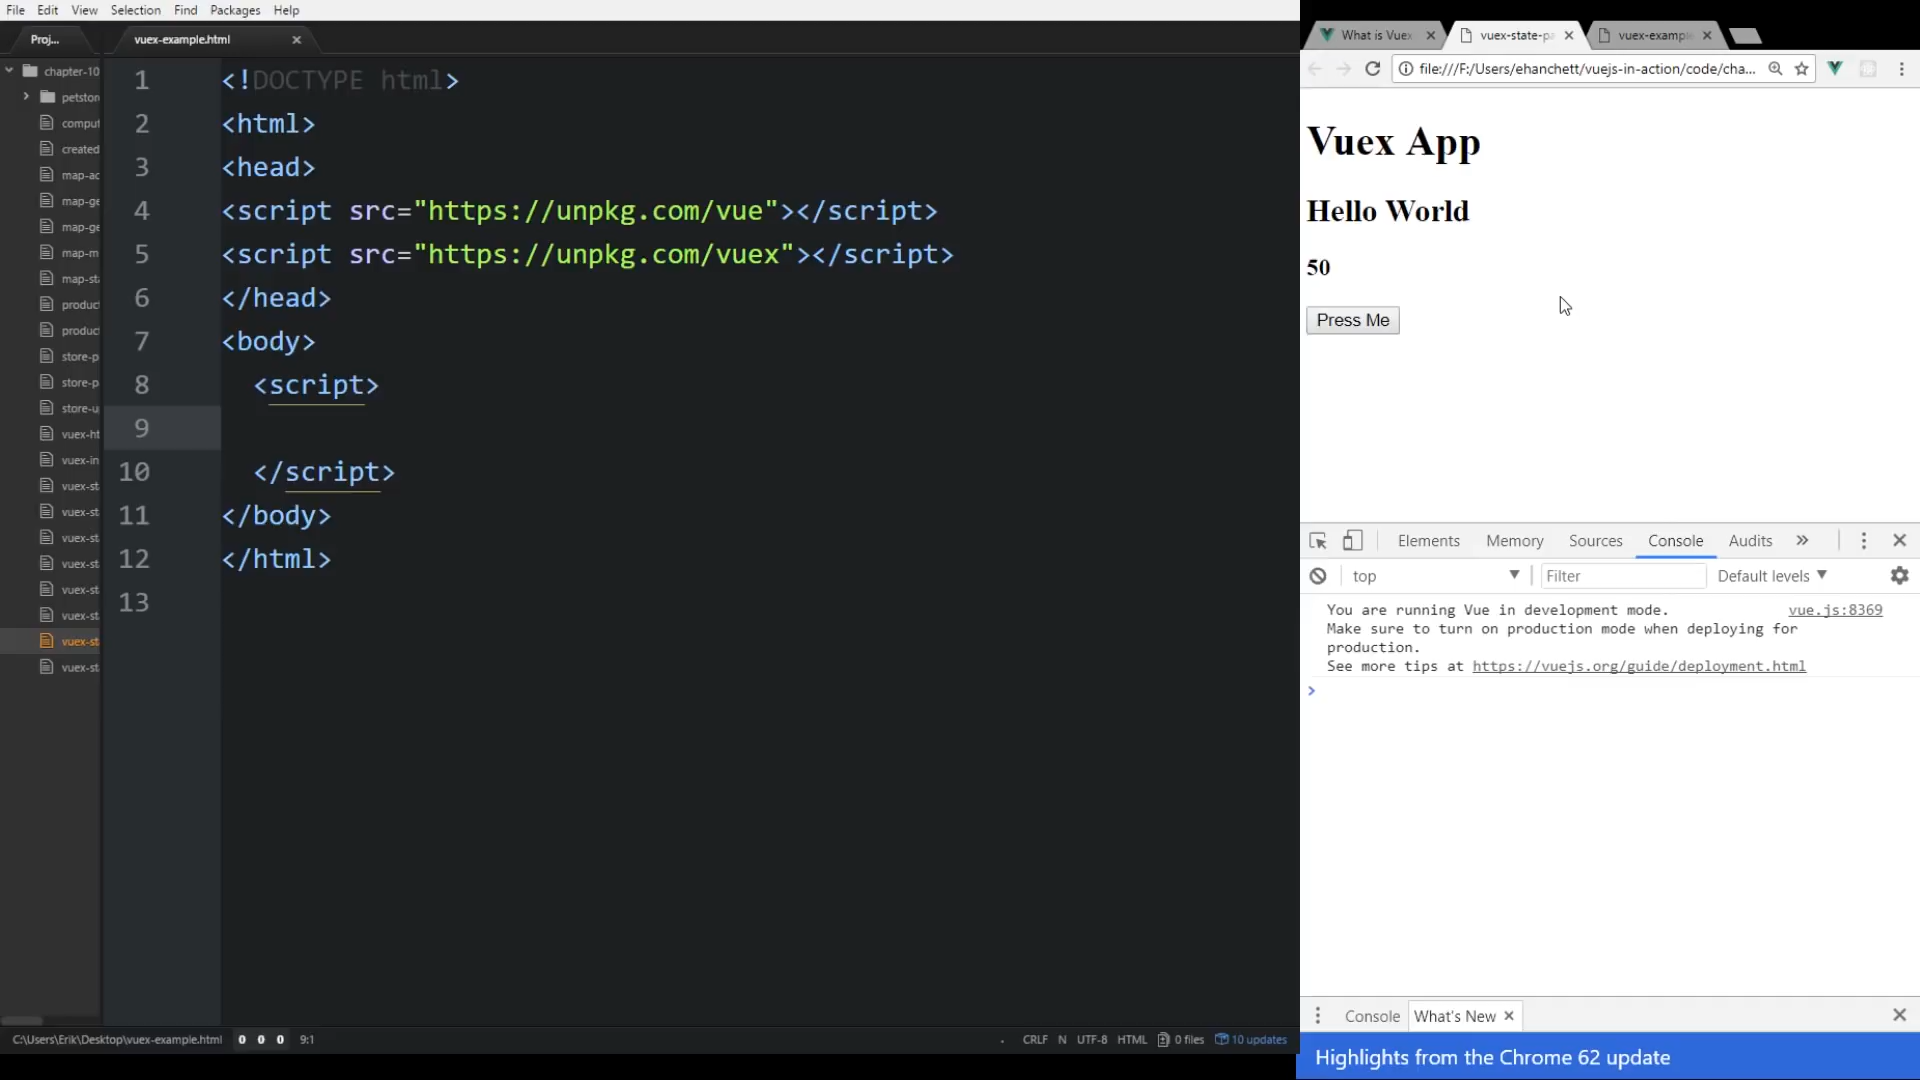 File Edit View Selection Find Packages Help
Proj...
vuex-example.html
chapter-10
petstor
comput
created
map-ac
map-ge
map-ge
map-m
map-sta
produc
produc
store-p
store-p
store-u
vuex-ht
vuex-in
vuex-st
vuex-st
vuex-st
vuex-st
vuex-st
vuex-st
vuex-st
vuex-st
1 <!DOCTYPE html>
2 <html>
3 <head>
4 <script src="https://unpkg.com/vue"></script>
5 <script src="https://unpkg.com/vuex"></script>
6 </head>
7 <body>
8 <script>
9
10 </script>
11 </body>
12 </html>
13
C:\Users\Erik\Desktop\vuex-example.html 0 0 0 9:1
CRLF N UTF-8 HTML 0 files 10 updates
What is Vuex
vuex-state-pa
vuex-example
file:///F:/Users/ehanchett/vuejs-in-action/code/cha...
Vuex App
Hello World
50
Press Me
Elements Memory Sources Console Audits »
top Filter Default levels
You are running Vue in development mode. vue.js:8369
Make sure to turn on production mode when deploying for
production.
See more tips at https://vuejs.org/guide/deployment.html
Console What's New
Highlights from the Chrome 62 update